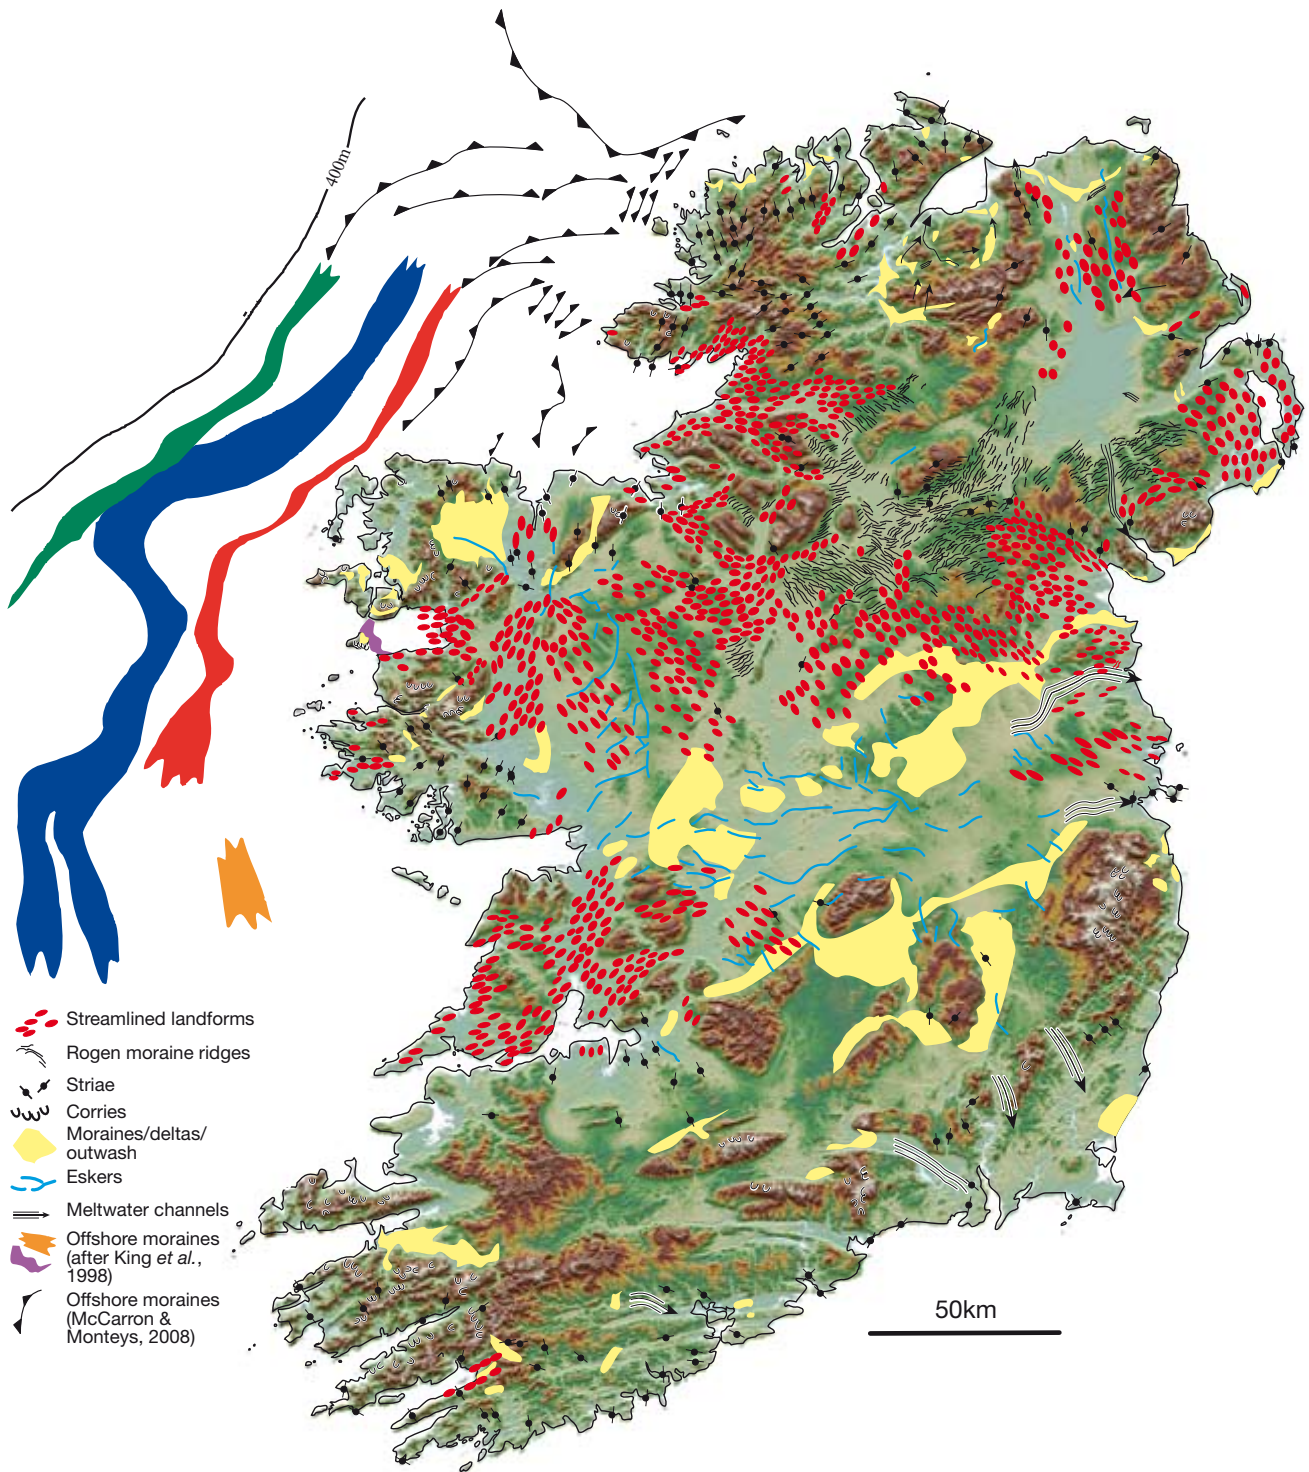 400m
Streamlined landforms
Rogen moraine ridges
Striae
Corries
Moraines/deltas/
outwash
Eskers
Meltwater channels
Offshore moraines
(after King et al.,
1998)
Offshore moraines
(McCarron &
Monteys, 2008)
50km